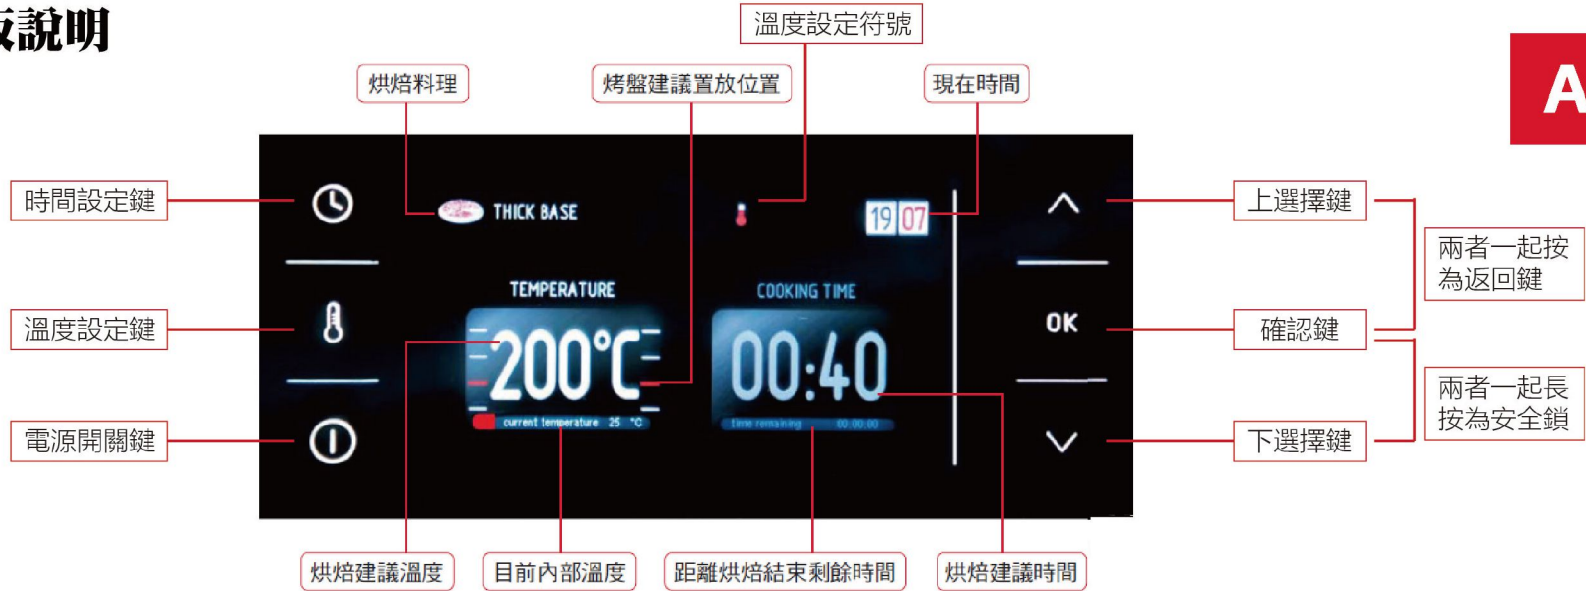 說明
溫度設定符號
A
烘焙料理
烤盤建議置放位置
現在時間
時間設定鍵
THICK BASE
19 07
上選擇鍵
兩者一起按
為返回鍵
TEMPERATURE
COOKING TIME
溫度設定鍵
200°C
00:40
OK
確認鍵
current temperature 25 °C
time remaining 00:00:00
兩者一起長
按為安全鎖
電源開關鍵
下選擇鍵
烘焙建議溫度
目前內部溫度
距離烘焙結束剩餘時間
烘焙建議時間